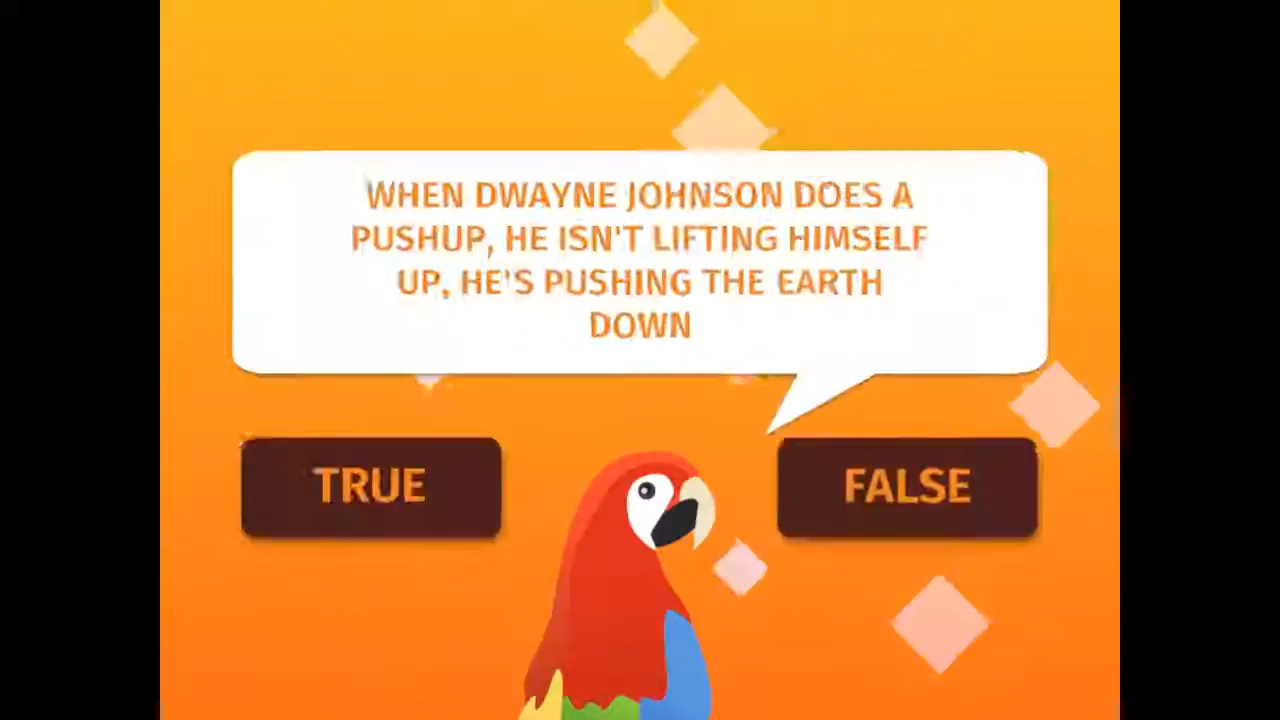 WHEN DWAYNE JOHNSON DOES A
PUSHUP, HE ISN'T LIFTING HIMSELF
UP, HE'S PUSHING THE EARTH
DOWN
TRUE
FALSE